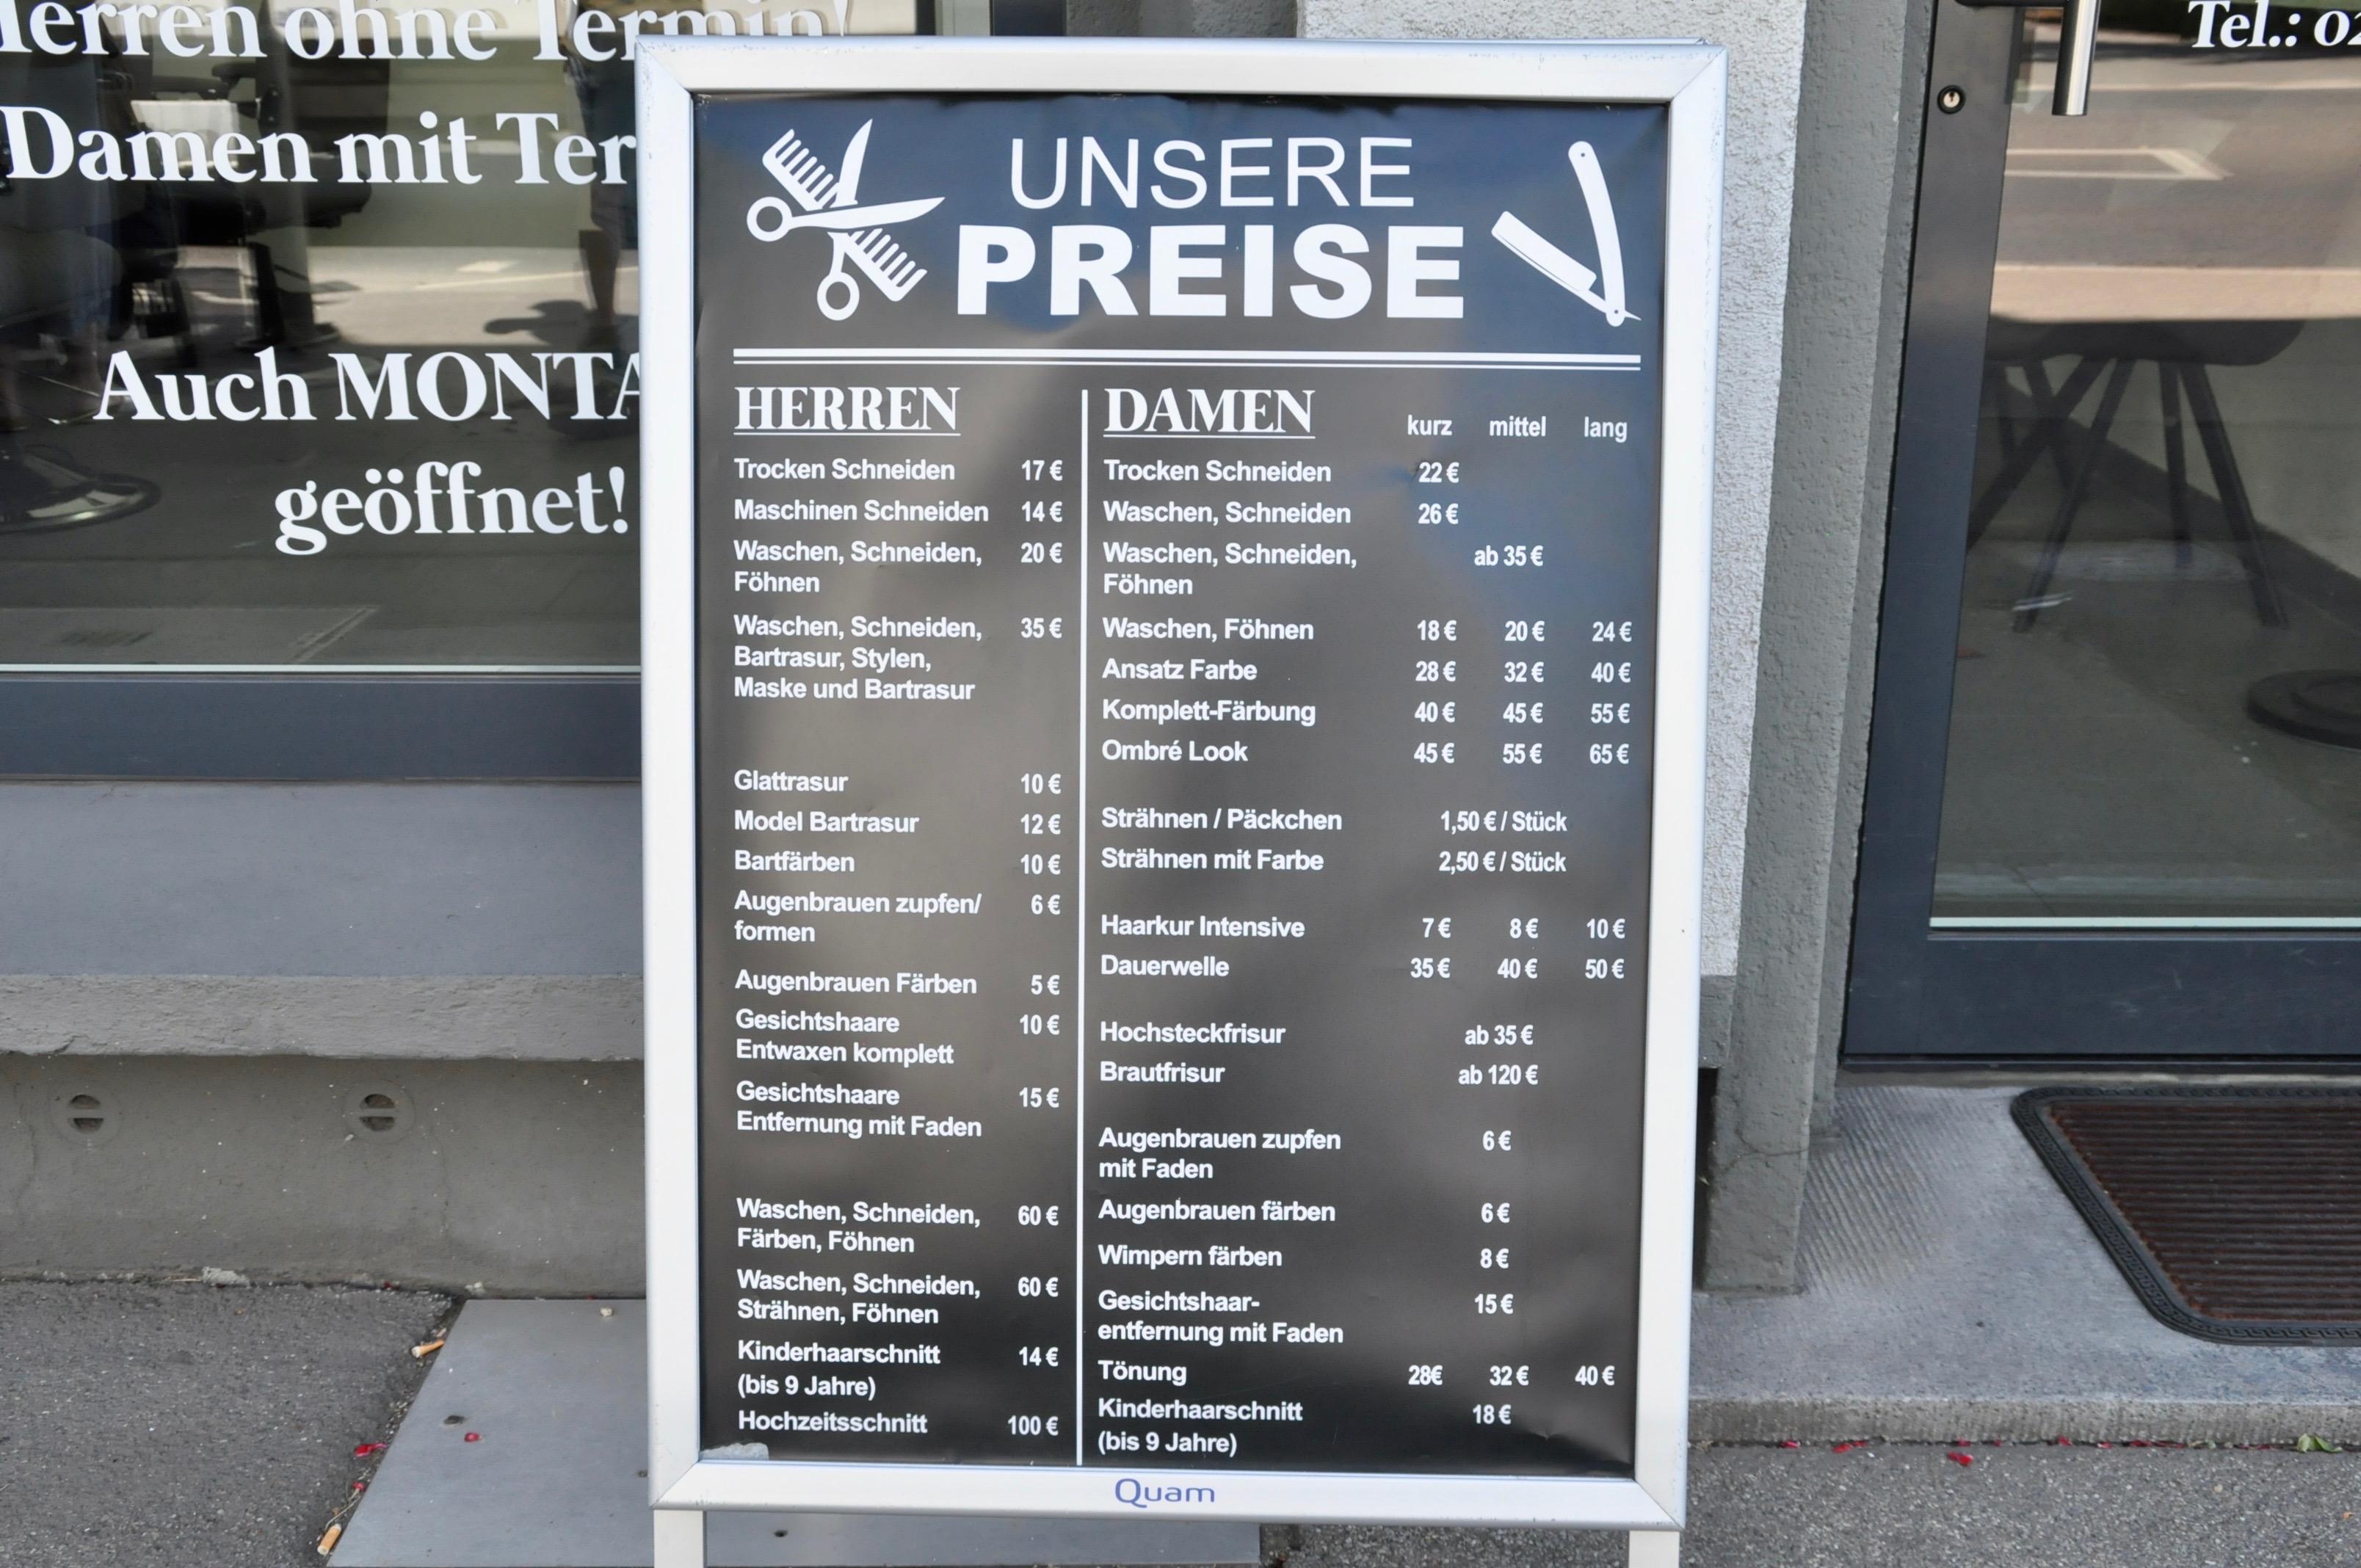 Herren ohne Termin!
Damen mit Ter
Auch MONTA
geöffnet!
Tel.: 02
UNSERE
PREISE
HERREN
Trocken Schneiden 17 €
Maschinen Schneiden 14 €
Waschen, Schneiden, 20 €
Föhnen
Waschen, Schneiden, 35 €
Bartrasur, Stylen,
Maske und Bartrasur
Glattrasur 10 €
Model Bartrasur 12 €
Bartfärben 10 €
Augenbrauen zupfen/ 6 €
formen
Augenbrauen Färben 5 €
Gesichtshaare 10 €
Entwaxen komplett
Gesichtshaare 15 €
Entfernung mit Faden
Waschen, Schneiden, 60 €
Färben, Föhnen
Waschen, Schneiden, 60 €
Strähnen, Föhnen
Kinderhaarschnitt 14 €
(bis 9 Jahre)
Hochzeitsschnitt 100 €
DAMEN kurz mittel lang
Trocken Schneiden 22 €
Waschen, Schneiden 26 €
Waschen, Schneiden, ab 35 €
Föhnen
Waschen, Föhnen 18 € 20 € 24 €
Ansatz Farbe 28 € 32 € 40 €
Komplett-Färbung 40 € 45 € 55 €
Ombré Look 45 € 55 € 65 €
Strähnen / Päckchen 1,50 € / Stück
Strähnen mit Farbe 2,50 € / Stück
Haarkur Intensive 7 € 8 € 10 €
Dauerwelle 35 € 40 € 50 €
Hochsteckfrisur ab 35 €
Brautfrisur ab 120 €
Augenbrauen zupfen 6 €
mit Faden
Augenbrauen färben 6 €
Wimpern färben 8 €
Gesichtshaar- 15 €
entfernung mit Faden
Tönung 28€ 32 € 40 €
Kinderhaarschnitt 18 €
(bis 9 Jahre)
Quam